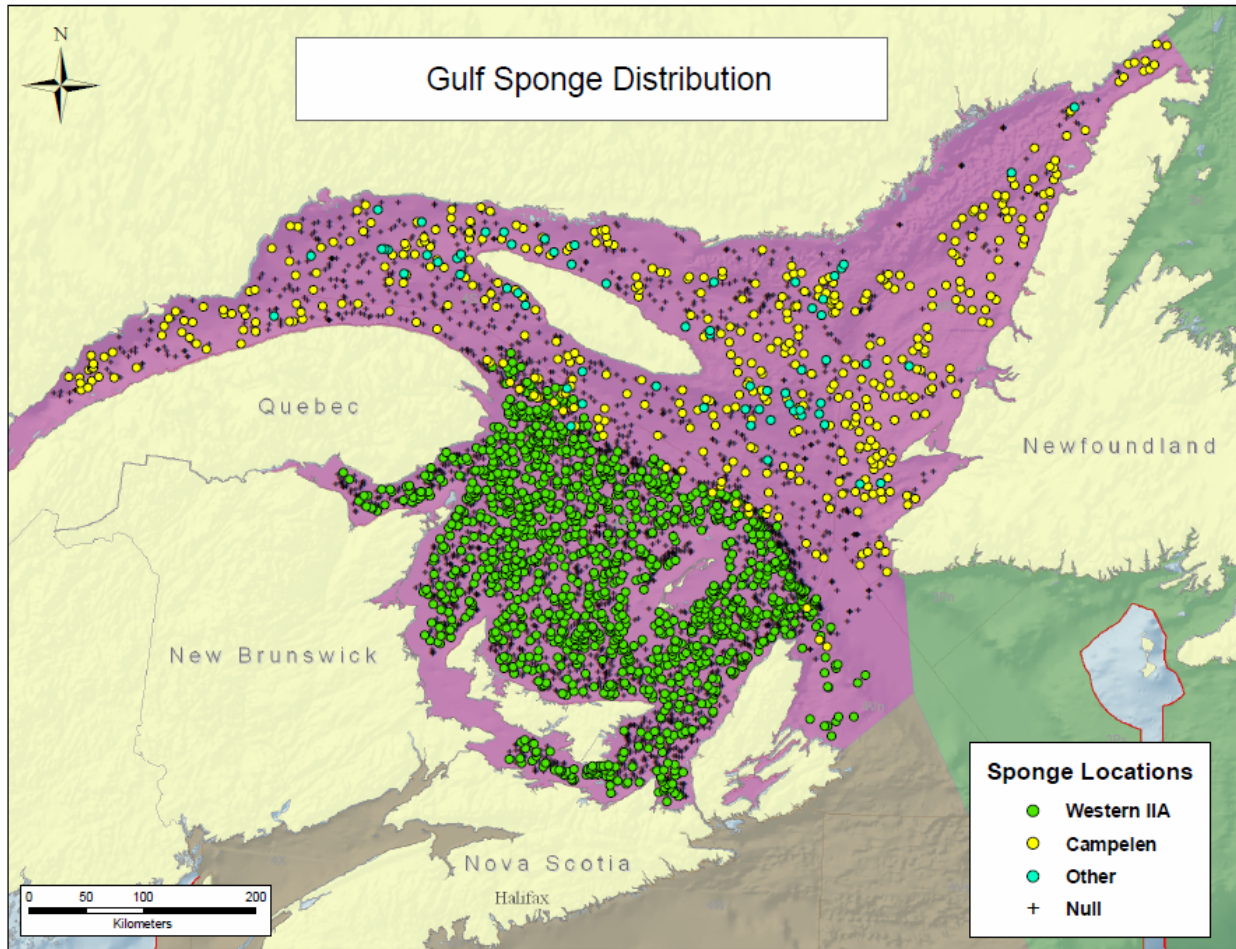 N
Gulf Sponge Distribution
Quebec
Newfoundland
New Brunswick
Sponge Locations
Western IIA
Campelen
Other
Null
Nova Scotia
Halifax
0 50 100 200
Kilometers